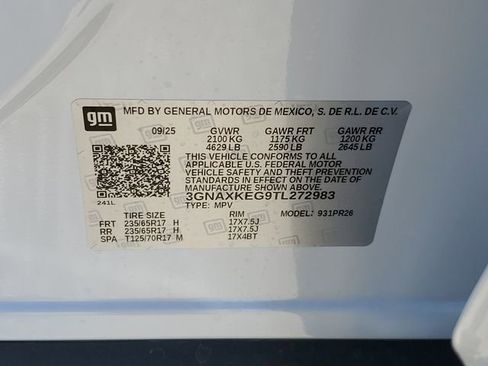 gm MFD BY GENERAL MOTORS DE MEXICO, S. DE R.L. DE C.V.
09/25 GVWR GAWR FRT GAWR RR
2100 KG 1175 KG 1200 KG
4629 LB 2590 LB 2645 LB
THIS VEHICLE CONFORMS TO ALL
APPLICABLE U.S. FEDERAL MOTOR
VEHICLE SAFETY AND THEFT
PREVENTION STANDARDS IN EFFECT ON
THE DATE OF MANUFACTURE SHOWN ABOVE.
3GNAXKEG9TL272983
241L TYPE: MPV
TIRE SIZE RIM MODEL: 931PR26
FRT 235/65R17 H 17X7.5J
RR 235/65R17 H 17X7.5J
SPA T125/70R17 M 17X4BT